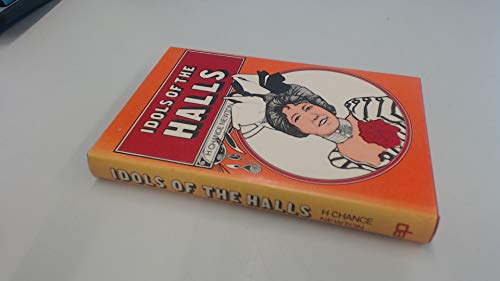 IDOLS OF THE
HALLS
H. CHANCE NEWTON
IDOLS OF THE HALLS
H. CHANCE
NEWTON